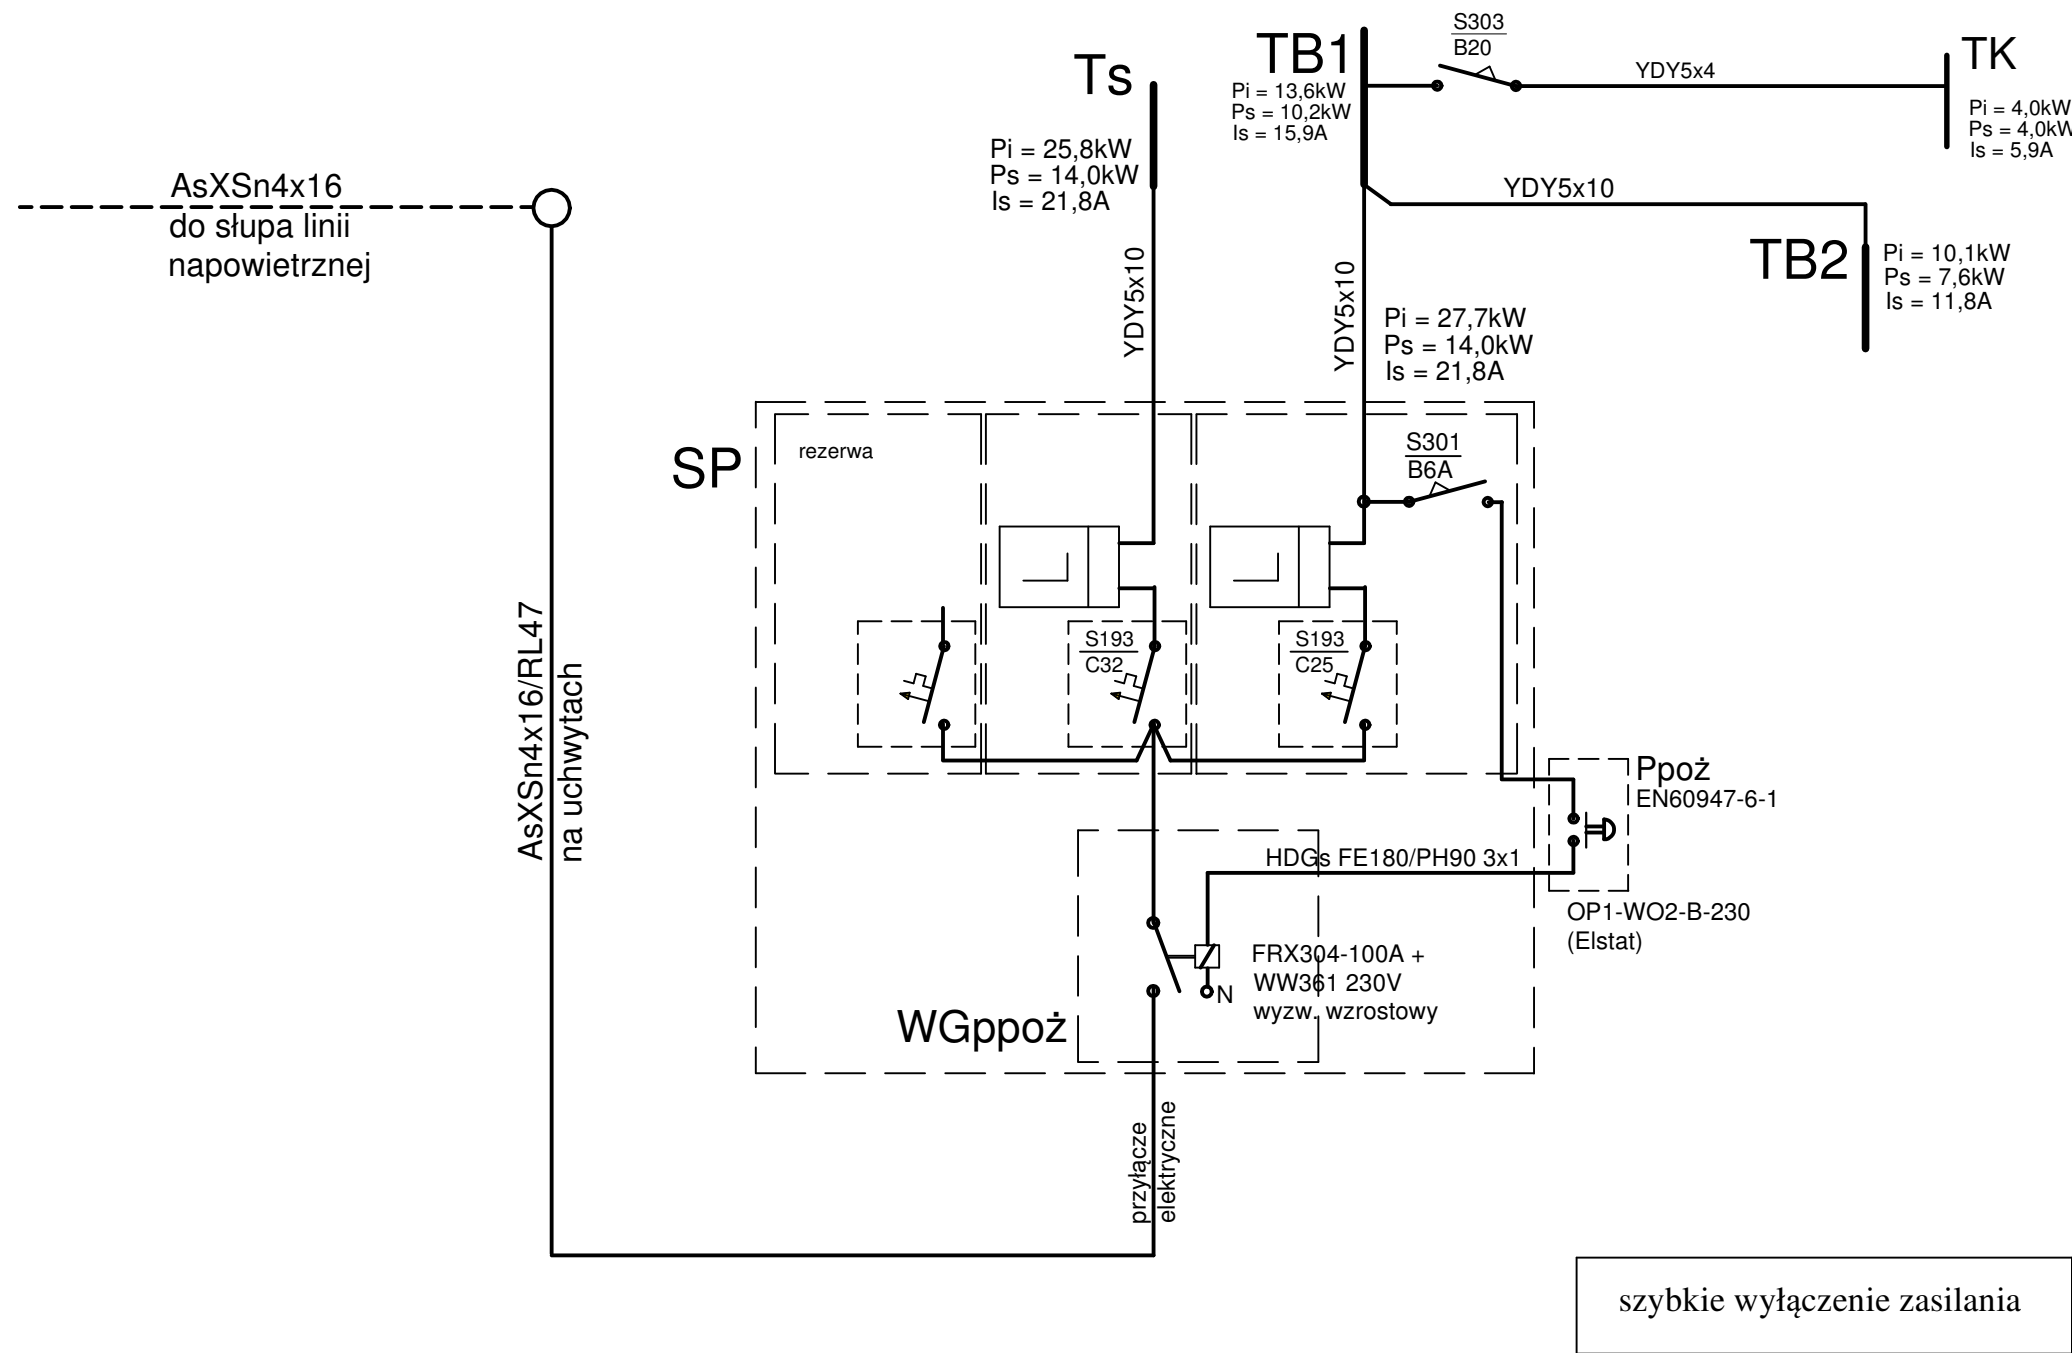 S303
B20
TB1
TK
Ts
YDY5x4
Pi = 13,6kW
Ps = 10,2kW
Is = 15,9A
Pi = 4,0kW
Ps = 4,0kW
Is = 5,9A
Pi = 25,8kW
Ps = 14,0kW
Is = 21,8A
AsXSn4x16
do słupa linii
napowietrznej
YDY5x10
TB2
Pi = 10,1kW
Ps = 7,6kW
Is = 11,8A
YDY5x10
YDY5x10
Pi = 27,7kW
Ps = 14,0kW
Is = 21,8A
SP
rezerwa
S301
B6A
S193
C32
S193
C25
AsXSn4x16/RL47
na uchwytach
Ppoż
EN60947-6-1
HDGs FE180/PH90 3x1
OP1-WO2-B-230
(Elstat)
FRX304-100A +
WW361 230V
wyzw. wzrostowy
N
WGppoż
przyłącze
elektryczne
szybkie wyłączenie zasilania